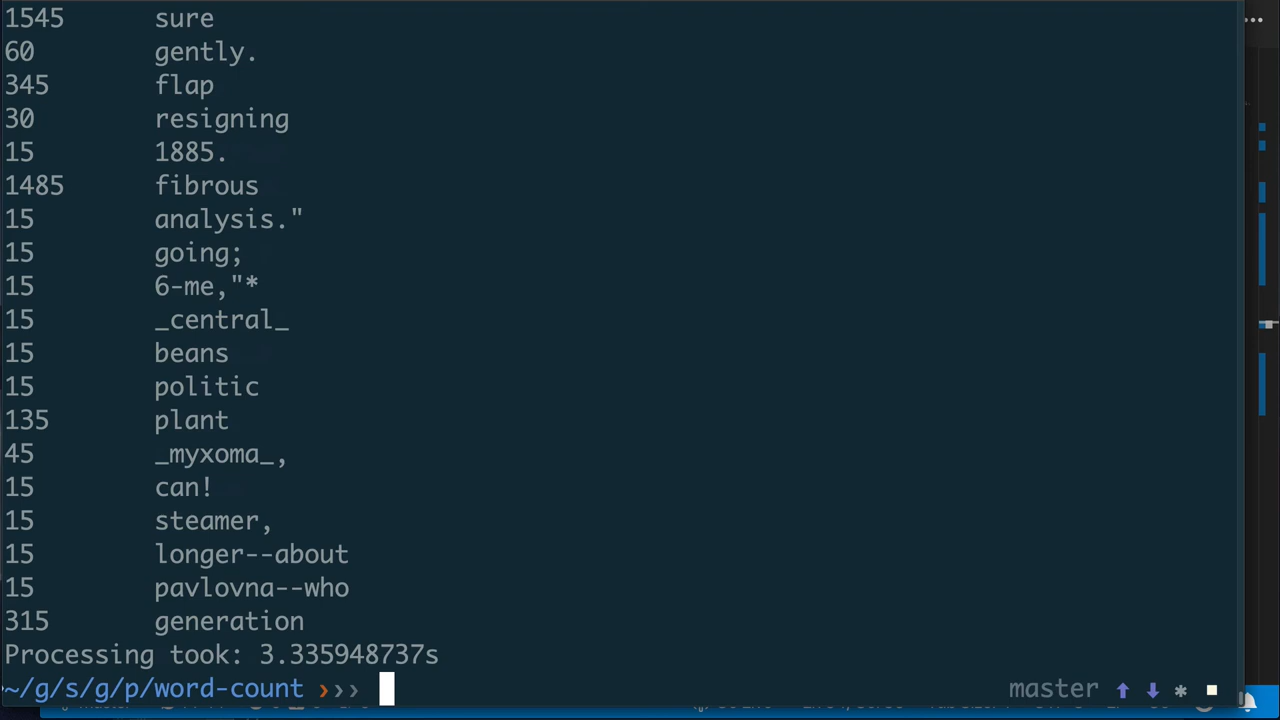 1545 sure
60 gently.
345 flap
30 resigning
15 1885.
1485 fibrous
15 analysis."
15 going;
15 6-me,"*
15 _central_
15 beans
15 politic
135 plant
45 _myxoma_,
15 can!
15 steamer,
15 longer--about
15 pavlovna--who
315 generation
Processing took: 3.335948737s
~/g/s/g/p/word-count ❯❯❯ master ⬆ ⬇ ✱ ◼